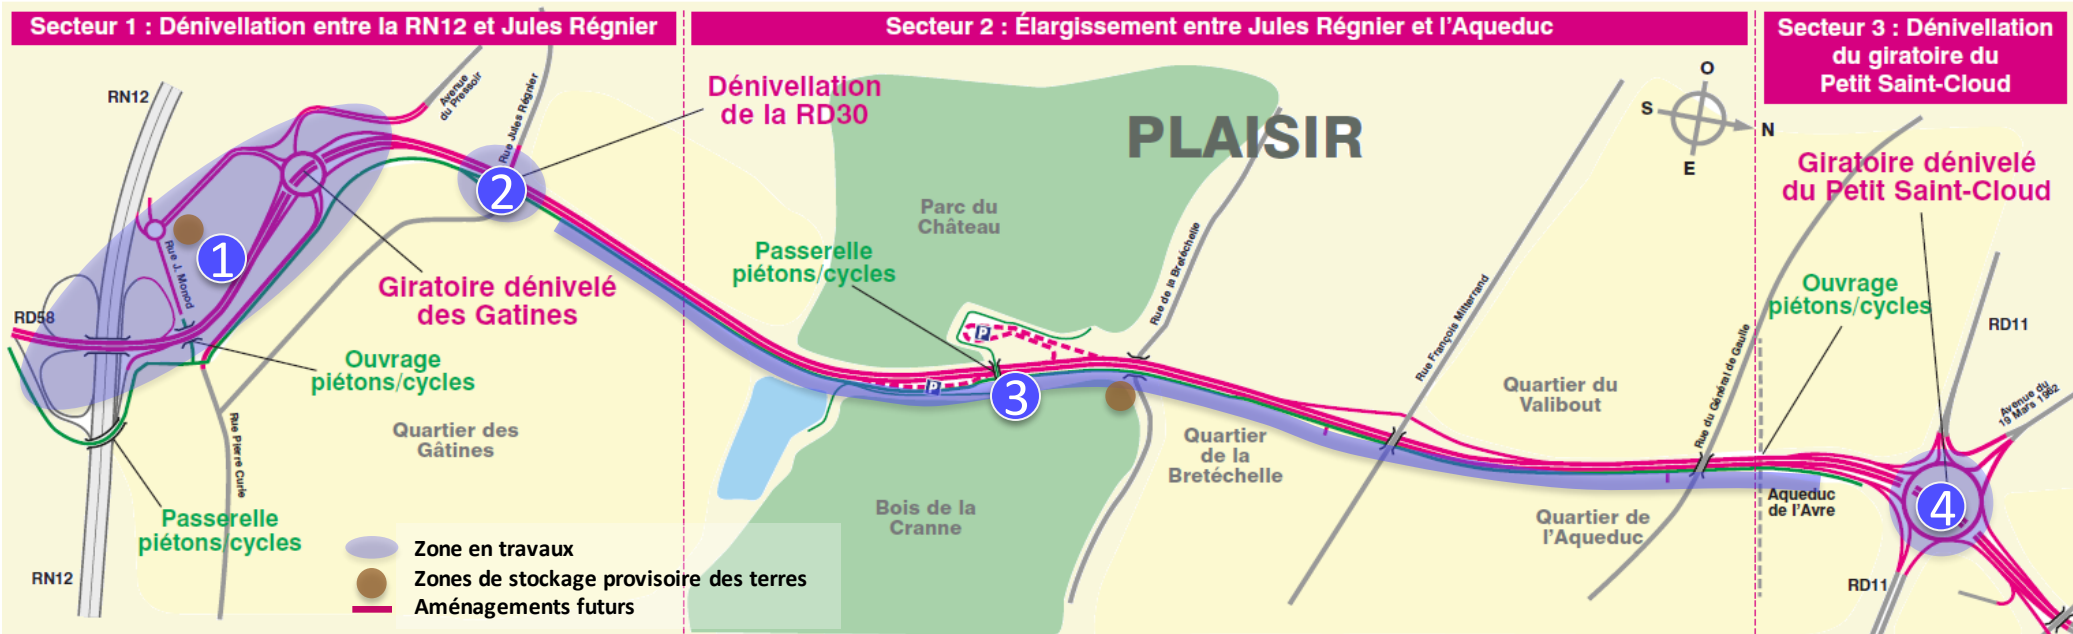 Secteur 1 : Dénivellation entre la RN12 et Jules Régnier
Secteur 2 : Élargissement entre Jules Régnier et l'Aqueduc
Secteur 3 : Dénivellation
du giratoire du
Petit Saint-Cloud
RN12
Avenue
du Pressoir
Rue Jules Régnier
Dénivellation
de la RD30
PLAISIR
O
S
N
E
Giratoire dénivelé
du Petit Saint-Cloud
Parc du
Château
Passerelle
piétons/cycles
Rue de la Bretéchelle
Rue François Mitterrand
Rue du Général de Gaulle
Ouvrage
piétons/cycles
RD11
Avenue du
19 Mars 1962
1
2
Rue J. Monod
RD58
Giratoire dénivelé
des Gatines
Ouvrage
piétons/cycles
P
P
3
Quartier des
Gâtines
Rue Pierre Curie
Quartier du
Valibout
Quartier
de la
Bretéchelle
Bois de la
Cranne
Quartier de
l'Aqueduc
Aqueduc
de l'Avre
4
RD11
Passerelle
piétons/cycles
RN12
Zone en travaux
Zones de stockage provisoire des terres
Aménagements futurs